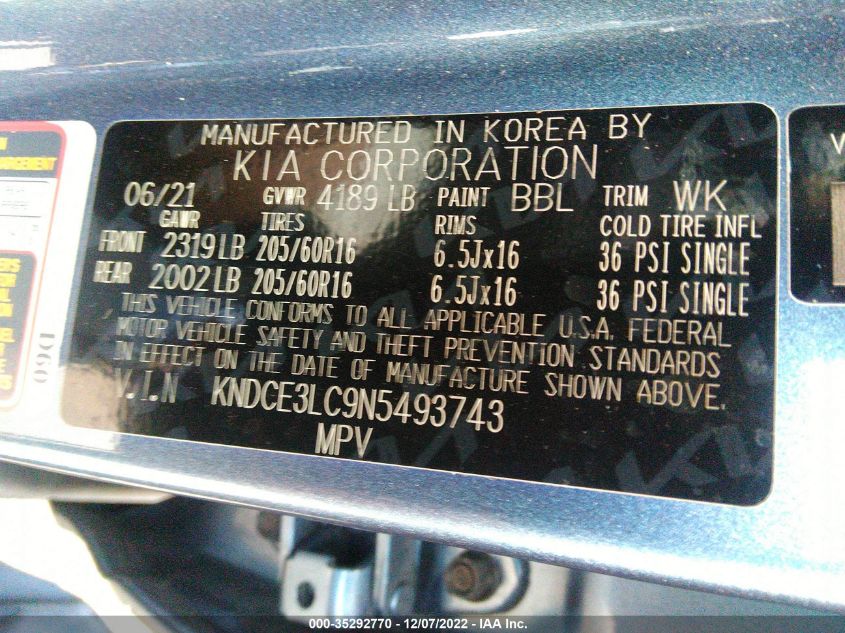 MANUFACTURED IN KOREA BY
KIA CORPORATION
06/21 GVWR 4189 LB PAINT BBL TRIM WK
GAWR TIRES RIMS COLD TIRE INFL
FRONT 2319 LB 205/60R16 6.5Jx16 36 PSI SINGLE
REAR 2002 LB 205/60R16 6.5Jx16 36 PSI SINGLE
THIS VEHICLE CONFORMS TO ALL APPLICABLE U.S.A. FEDERAL
MOTOR VEHICLE SAFETY AND THEFT PREVENTION STANDARDS
IN EFFECT ON THE DATE OF MANUFACTURE SHOWN ABOVE.
V.I.N KNDCE3LC9N5493743
MPV
D60
000-35292770 - 12/07/2022 - IAA Inc.